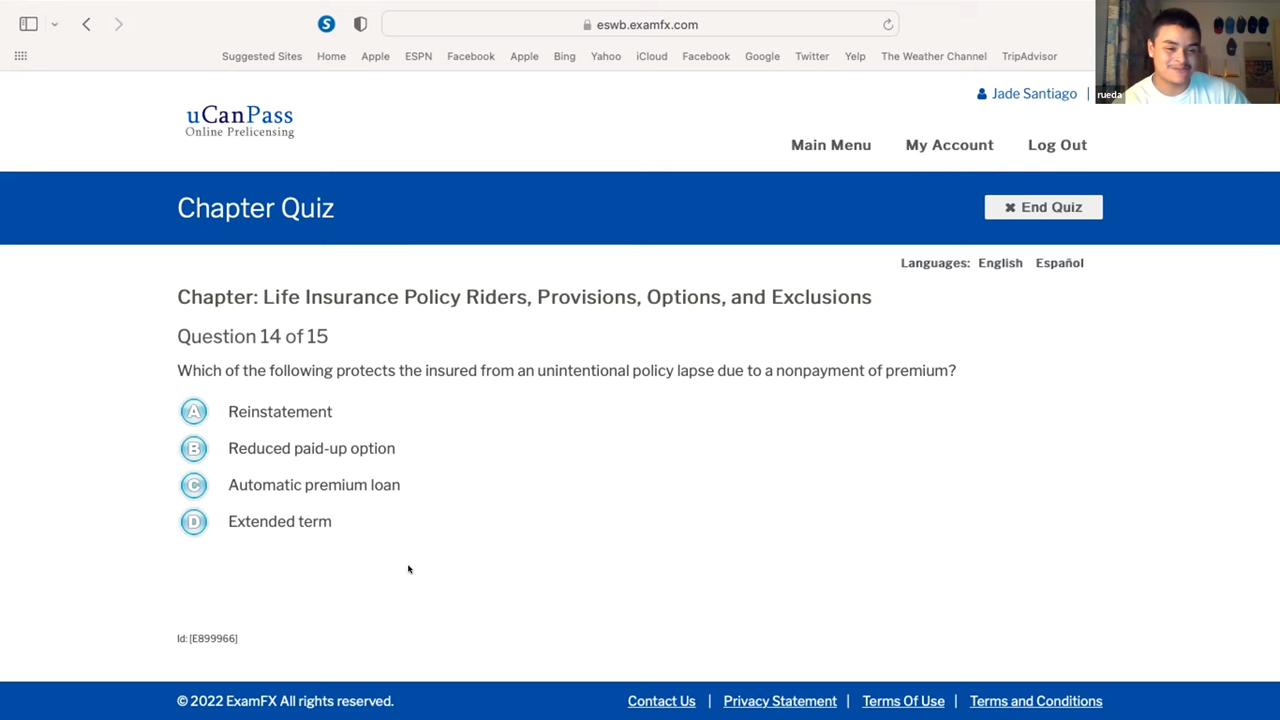 S
eswb.examfx.com
Suggested Sites Home Apple ESPN Facebook Apple Bing Yahoo iCloud Facebook Google Twitter Yelp The Weather Channel TripAdvisor
rueda
Jade Santiago |
uCanPass
Online Prelicensing
Main Menu My Account Log Out
Chapter Quiz
✖ End Quiz
Languages: English Español
Chapter: Life Insurance Policy Riders, Provisions, Options, and Exclusions
Question 14 of 15
Which of the following protects the insured from an unintentional policy lapse due to a nonpayment of premium?
A Reinstatement
B Reduced paid-up option
C Automatic premium loan
D Extended term
Id: [E899966]
© 2022 ExamFX All rights reserved. Contact Us | Privacy Statement | Terms Of Use | Terms and Conditions